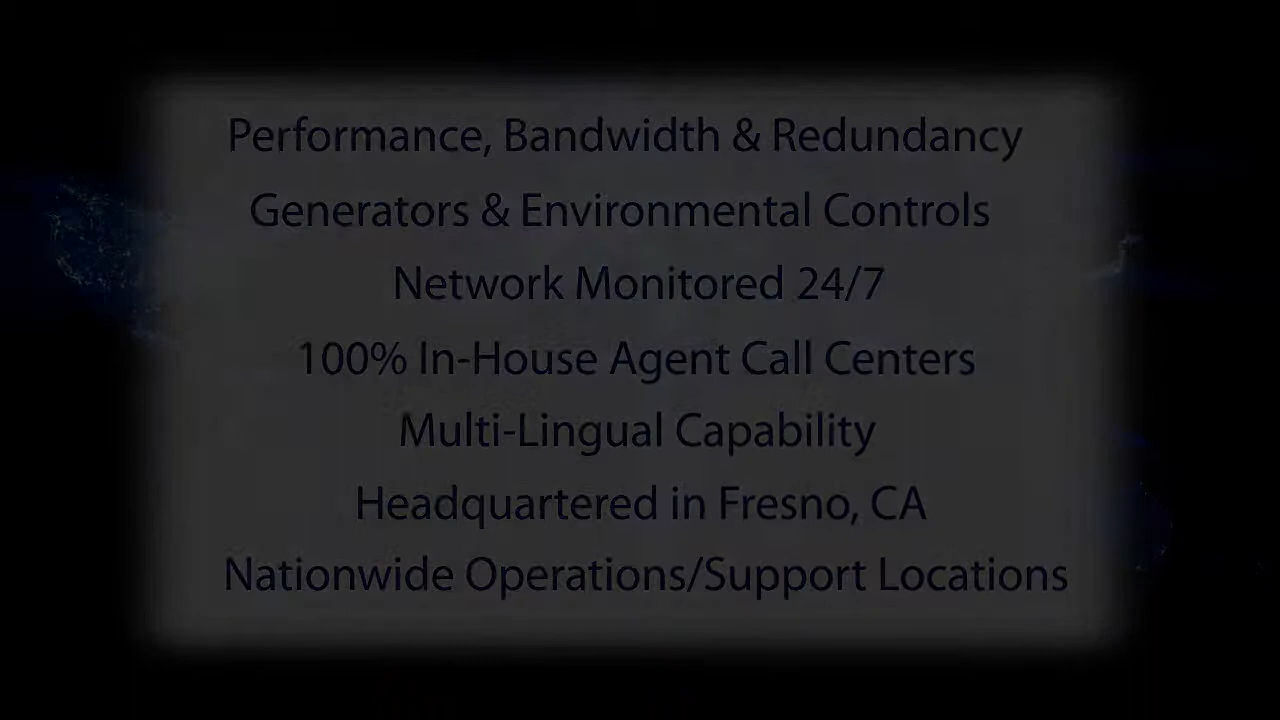 Performance, Bandwidth & Redundancy
Generators & Environmental Controls
Network Monitored 24/7
100% In-House Agent Call Centers
Multi-Lingual Capability
Headquartered in Fresno, CA
Nationwide Operations/Support Locations